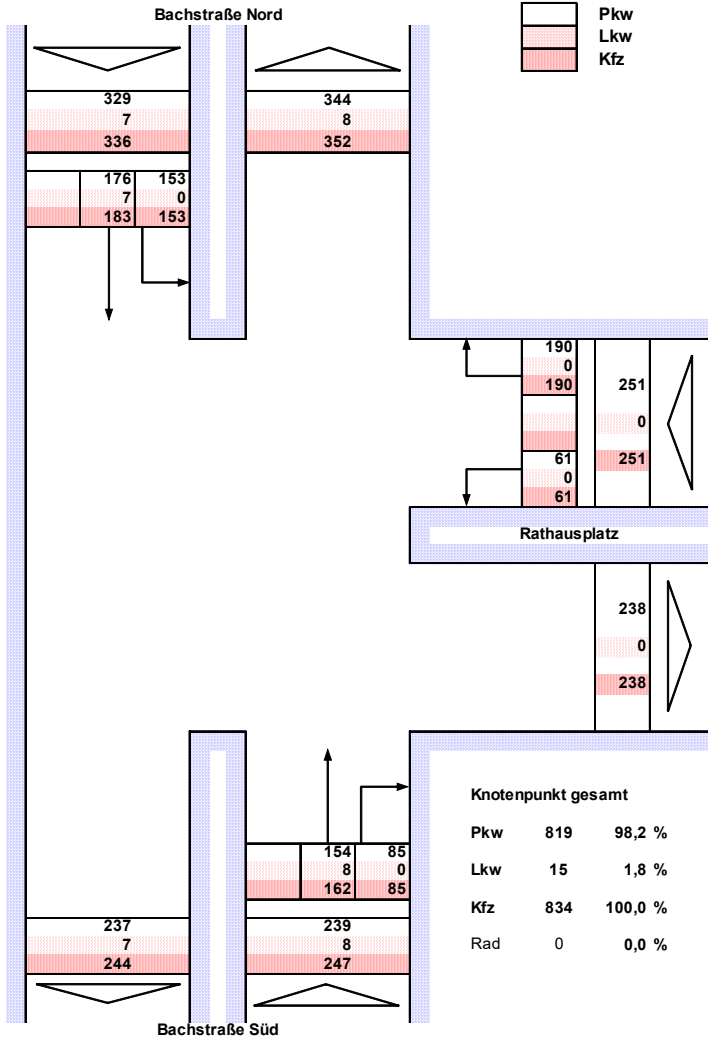 Bachstraße Nord
Pkw
Lkw
Kfz
329 344
7 8
336 352
176 153
7 0
183 153
190
0
190 251
0
61 251
0
61
Rathausplatz
238
0
238
Knotenpunkt gesamt
Pkw 819 98,2 %
Lkw 15 1,8 %
Kfz 834 100,0 %
Rad 0 0,0 %
154 85
8 0
162 85
237 239
7 8
244 247
Bachstraße Süd